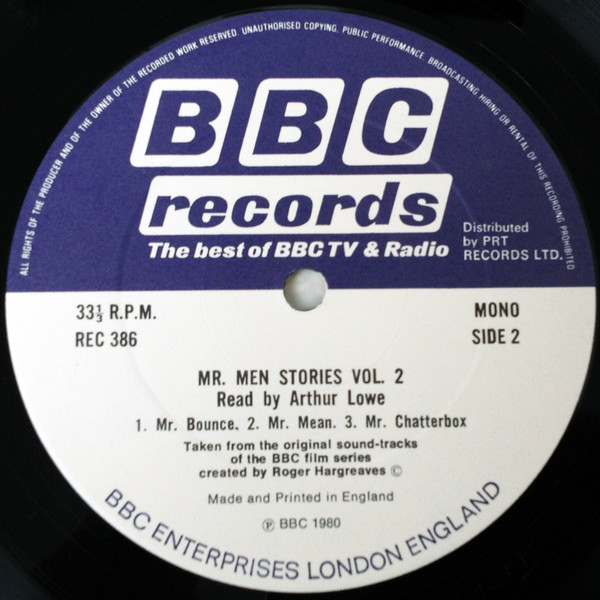 ALL RIGHTS OF THE PRODUCER AND OF THE OWNER OF THE RECORDED WORK RESERVED. UNAUTHORISED COPYING, PUBLIC PERFORMANCE, BROADCASTING HIRING OR RENTAL OF THIS RECORDING PROHIBITED
BBC
records
The best of BBC TV & Radio
Distributed
by PRT
RECORDS LTD.
33⅓ R.P.M.
MONO
REC 386
SIDE 2
MR. MEN STORIES VOL. 2
Read by Arthur Lowe
1. Mr. Bounce. 2. Mr. Mean. 3. Mr. Chatterbox
Taken from the original sound-tracks
of the BBC film series
created by Roger Hargreaves ©
Made and Printed in England
℗ BBC 1980
BBC ENTERPRISES LONDON ENGLAND